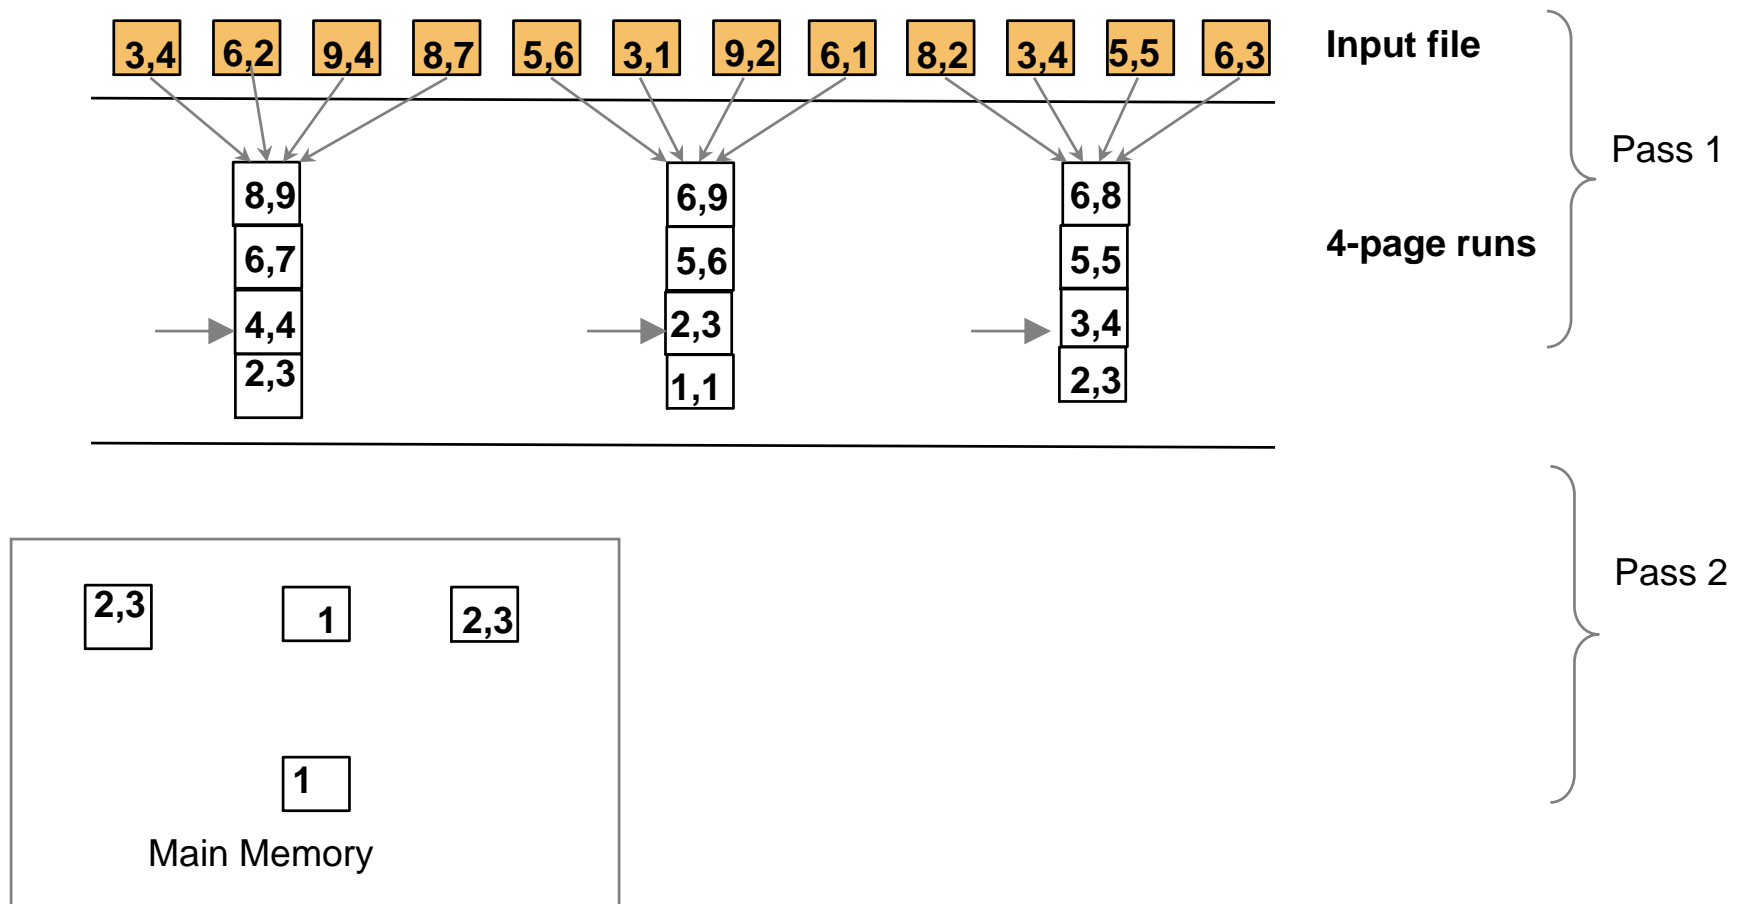 3,4 6,2 9,4 8,7 5,6 3,1 9,2 6,1 8,2 3,4 5,5 6,3 Input file
Pass 1
8,9 6,9 6,8
6,7 5,6 5,5 4-page runs
4,4 2,3 3,4
2,3 1,1 2,3
Pass 2
2,3 1 2,3
1
Main Memory